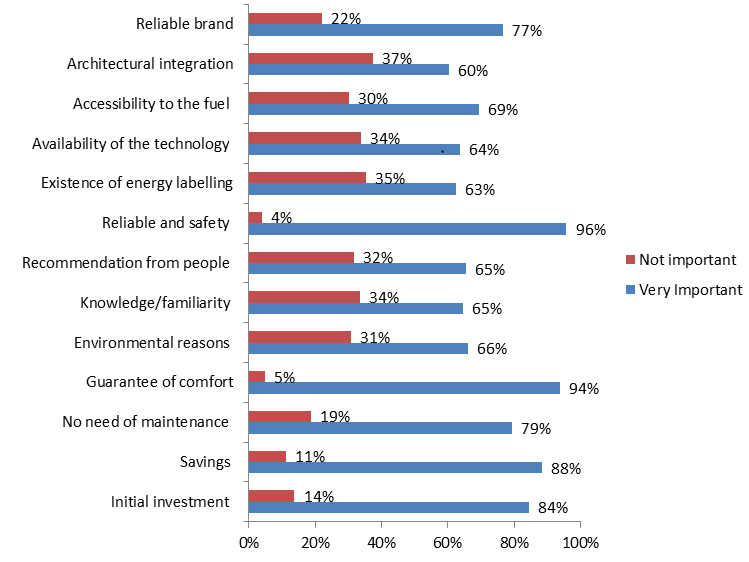 Reliable brand
22%
77%
Architectural integration
37%
60%
Accessibility to the fuel
30%
69%
Availability of the technology
34%
64%
Existence of energy labelling
35%
63%
Reliable and safety
4%
96%
Recommendation from people
32%
65%
Knowledge/familiarity
34%
65%
Environmental reasons
31%
66%
Guarantee of comfort
5%
94%
No need of maintenance
19%
79%
Savings
11%
88%
Initial investment
14%
84%
0% 20% 40% 60% 80% 100%
Not important
Very Important